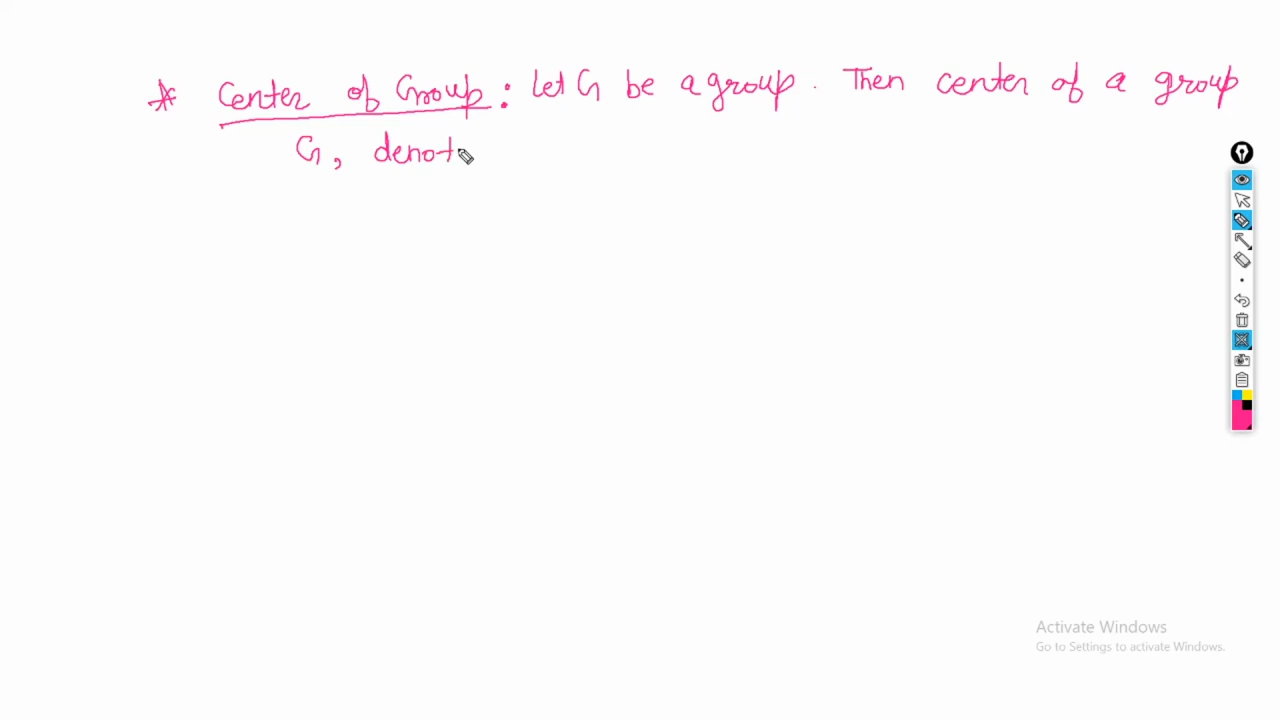 * Center of Group : let G be a group. Then center of a group
G, denot
Activate Windows
Go to Settings to activate Windows.